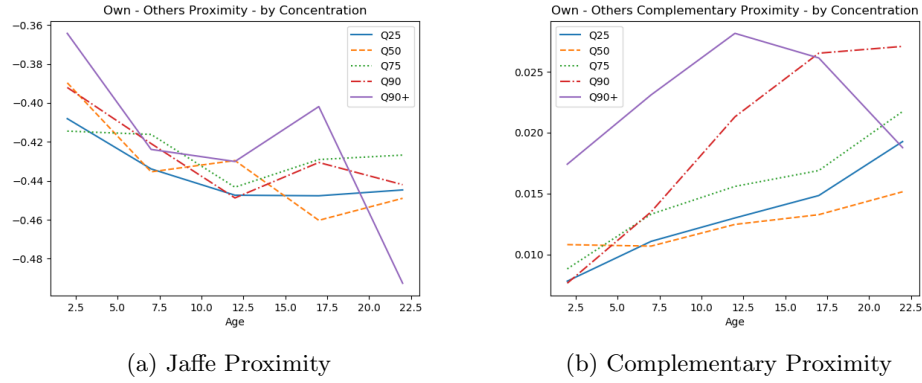 Own - Others Proximity - by Concentration
−0.36
−0.38
−0.40
−0.42
−0.44
−0.46
−0.48
Q25
Q50
Q75
Q90
Q90+
2.5 5.0 7.5 10.0 12.5 15.0 17.5 20.0 22.5
Age
(a) Jaffe Proximity
Own - Others Complementary Proximity - by Concentration
0.025
0.020
0.015
0.010
Q25
Q50
Q75
Q90
Q90+
2.5 5.0 7.5 10.0 12.5 15.0 17.5 20.0 22.5
Age
(b) Complementary Proximity